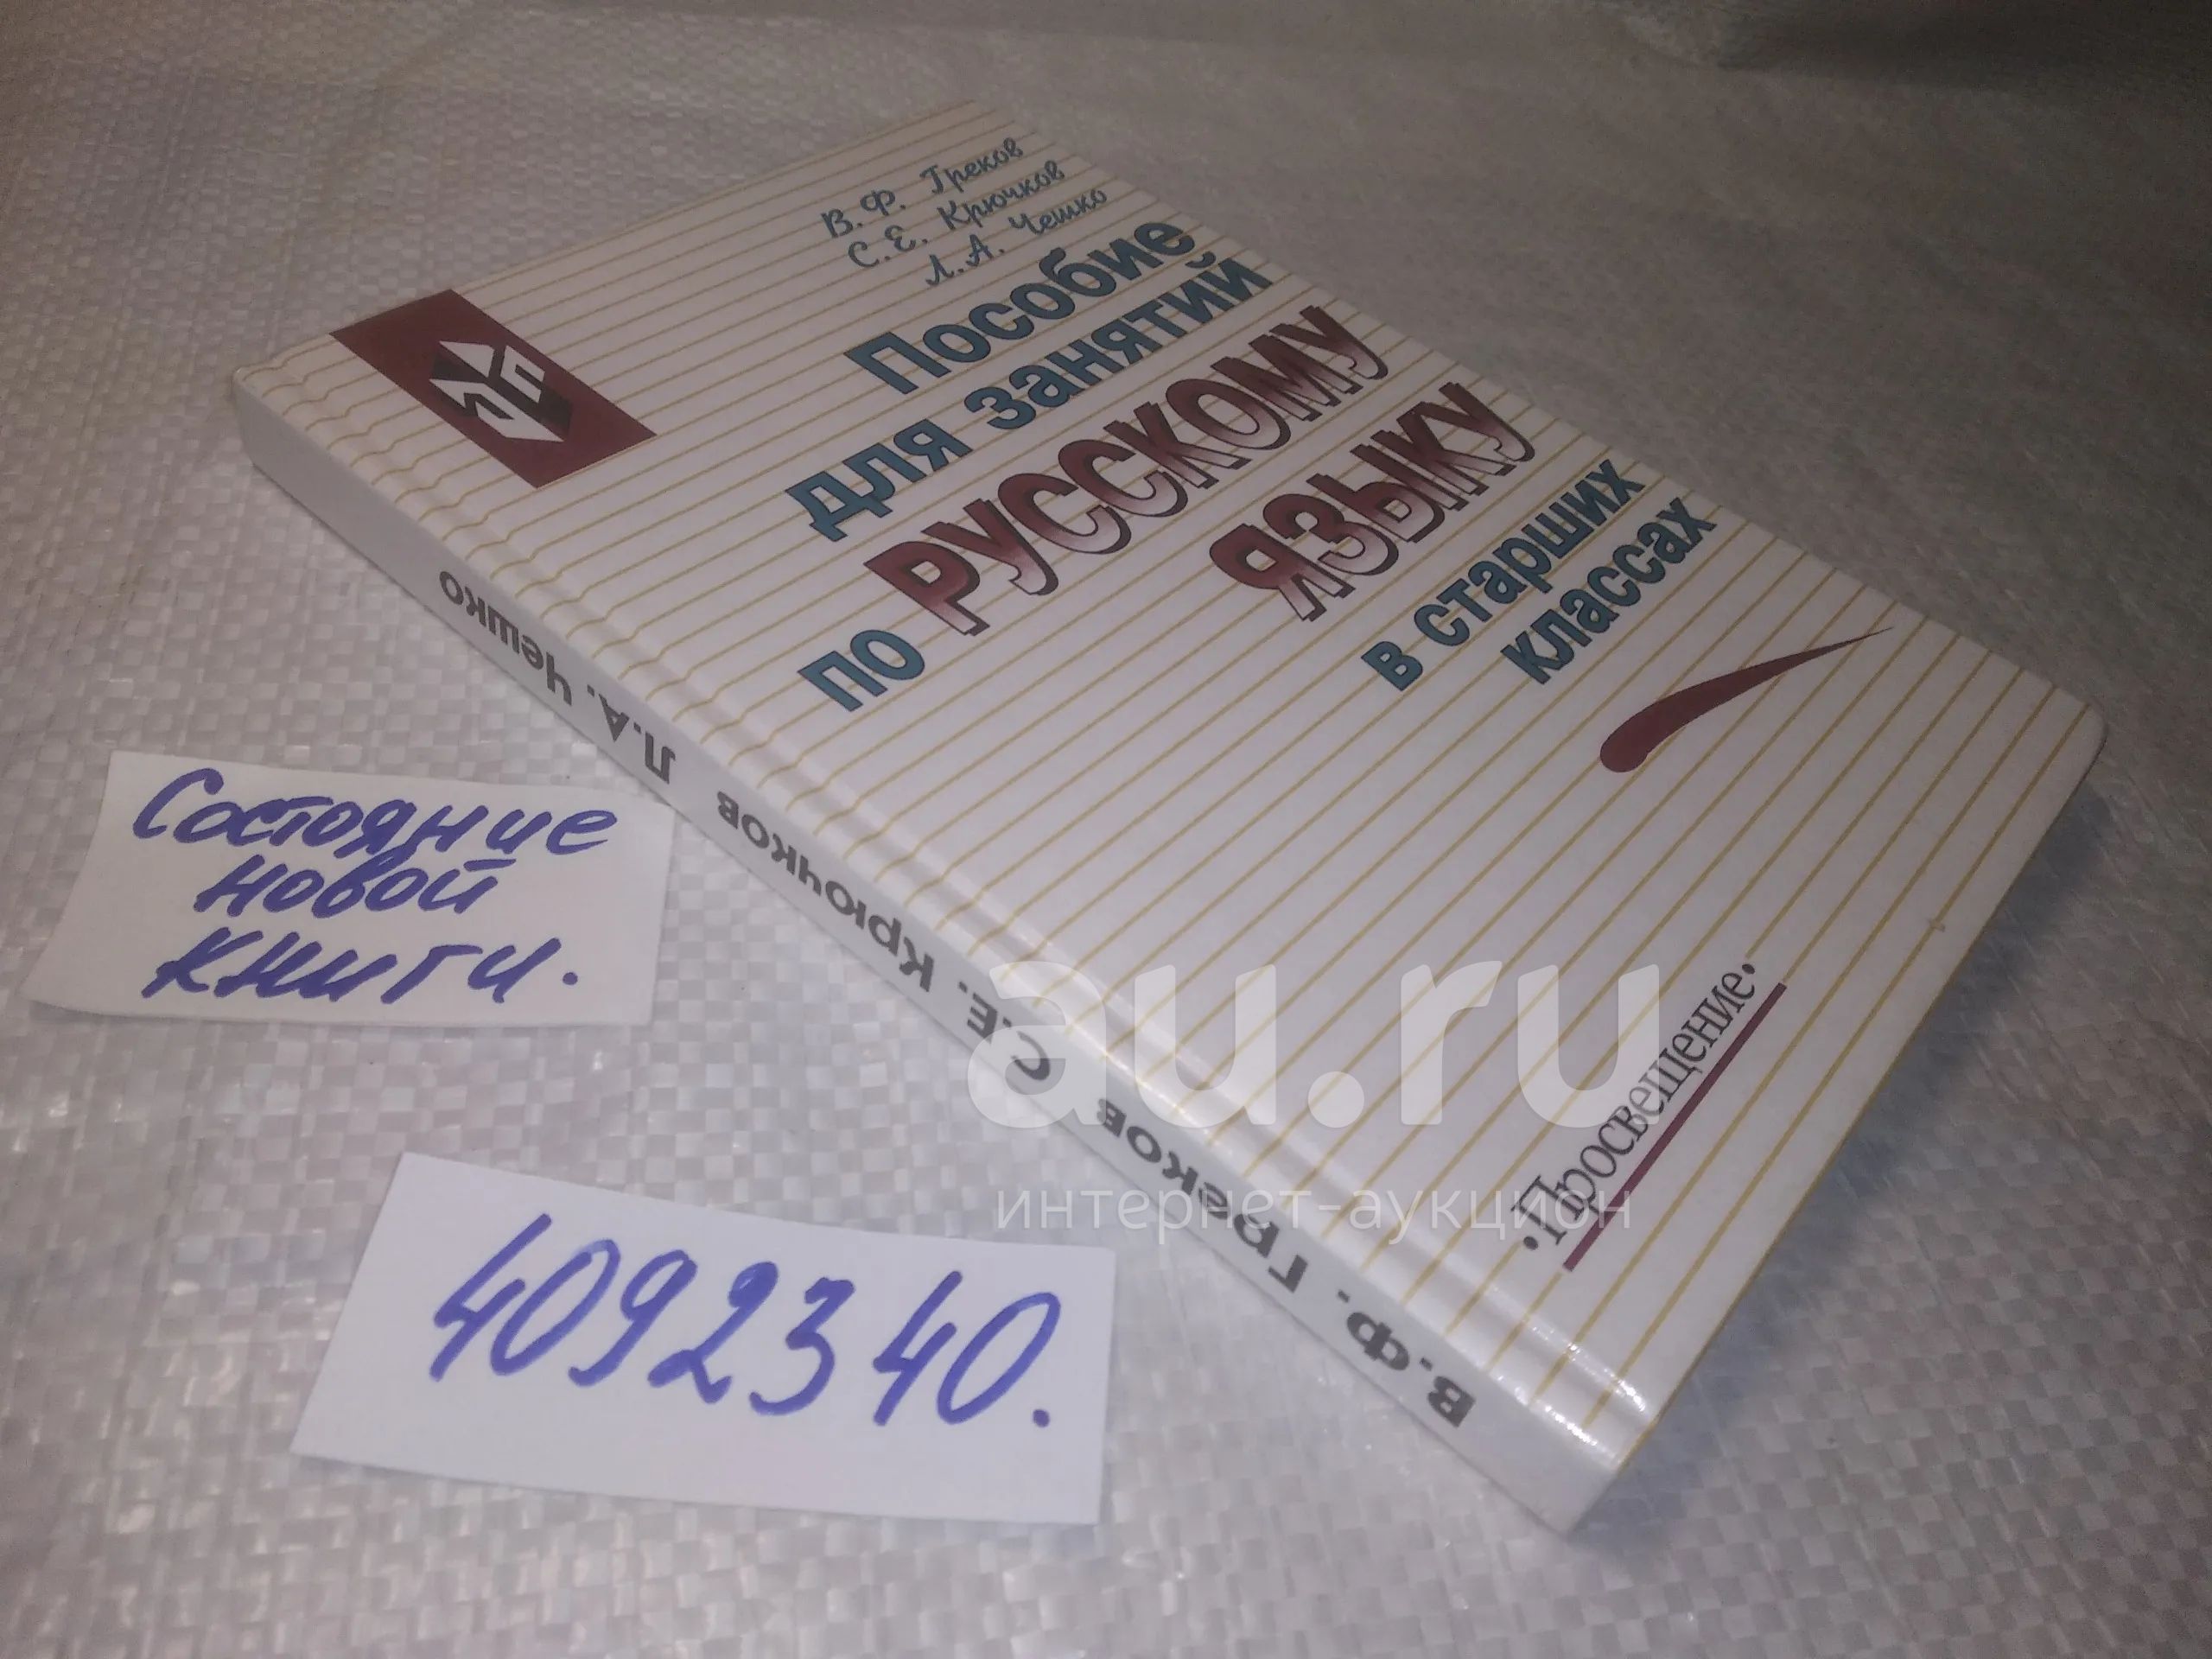 В.Ф. Греков
С.Е. Крючков
Л.А. Чешко
Пособие
для занятий
по РУССКОМУ
ЯЗЫКУ
в старших
классах
• Просвещение •
В.Ф. Греков С.Е. Крючков Л.А. Чешко
Состояние
новой
книги.
4092340.
au.ru
интернет-аукцион